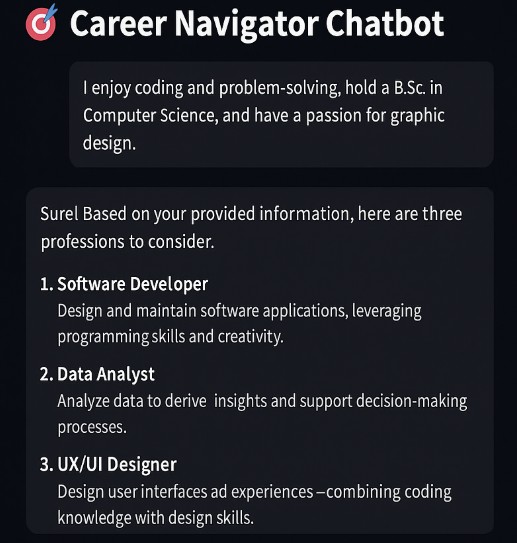 Career Navigator Chatbot
I enjoy coding and problem-solving, hold a B.Sc. in
Computer Science, and have a passion for graphic
design.
Surel Based on your provided information, here are three
professions to consider.
1. Software Developer
Design and maintain software applications, leveraging
programming skills and creativity.
2. Data Analyst
Analyze data to derive insights and support decision-making
processes.
3. UX/UI Designer
Design user interfaces ad experiences –combining coding
knowledge with design skills.